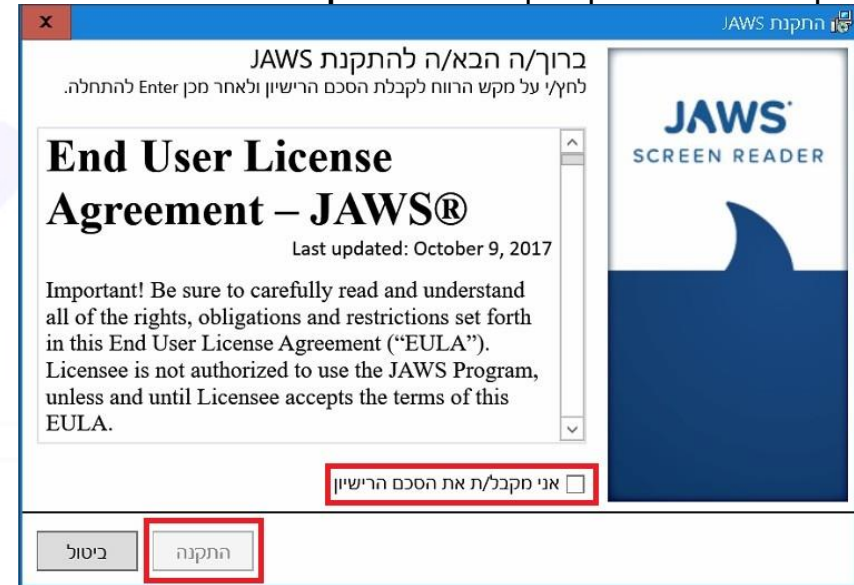 התקנת JAWS
x
JAWS
SCREEN READER
ברוך/ה הבא/ה להתקנת JAWS
לחץ/י על מקש הרווח לקבלת הסכם הרישיון ולאחר מכן Enter להתחלה.
End User License
Agreement – JAWS®
Last updated: October 9, 2017
Important! Be sure to carefully read and understand
all of the rights, obligations and restrictions set forth
in this End User License Agreement (“EULA”).
Licensee is not authorized to use the JAWS Program,
unless and until Licensee accepts the terms of this
EULA.
אני מקבל/ת את הסכם הרישיון
התקנה
ביטול